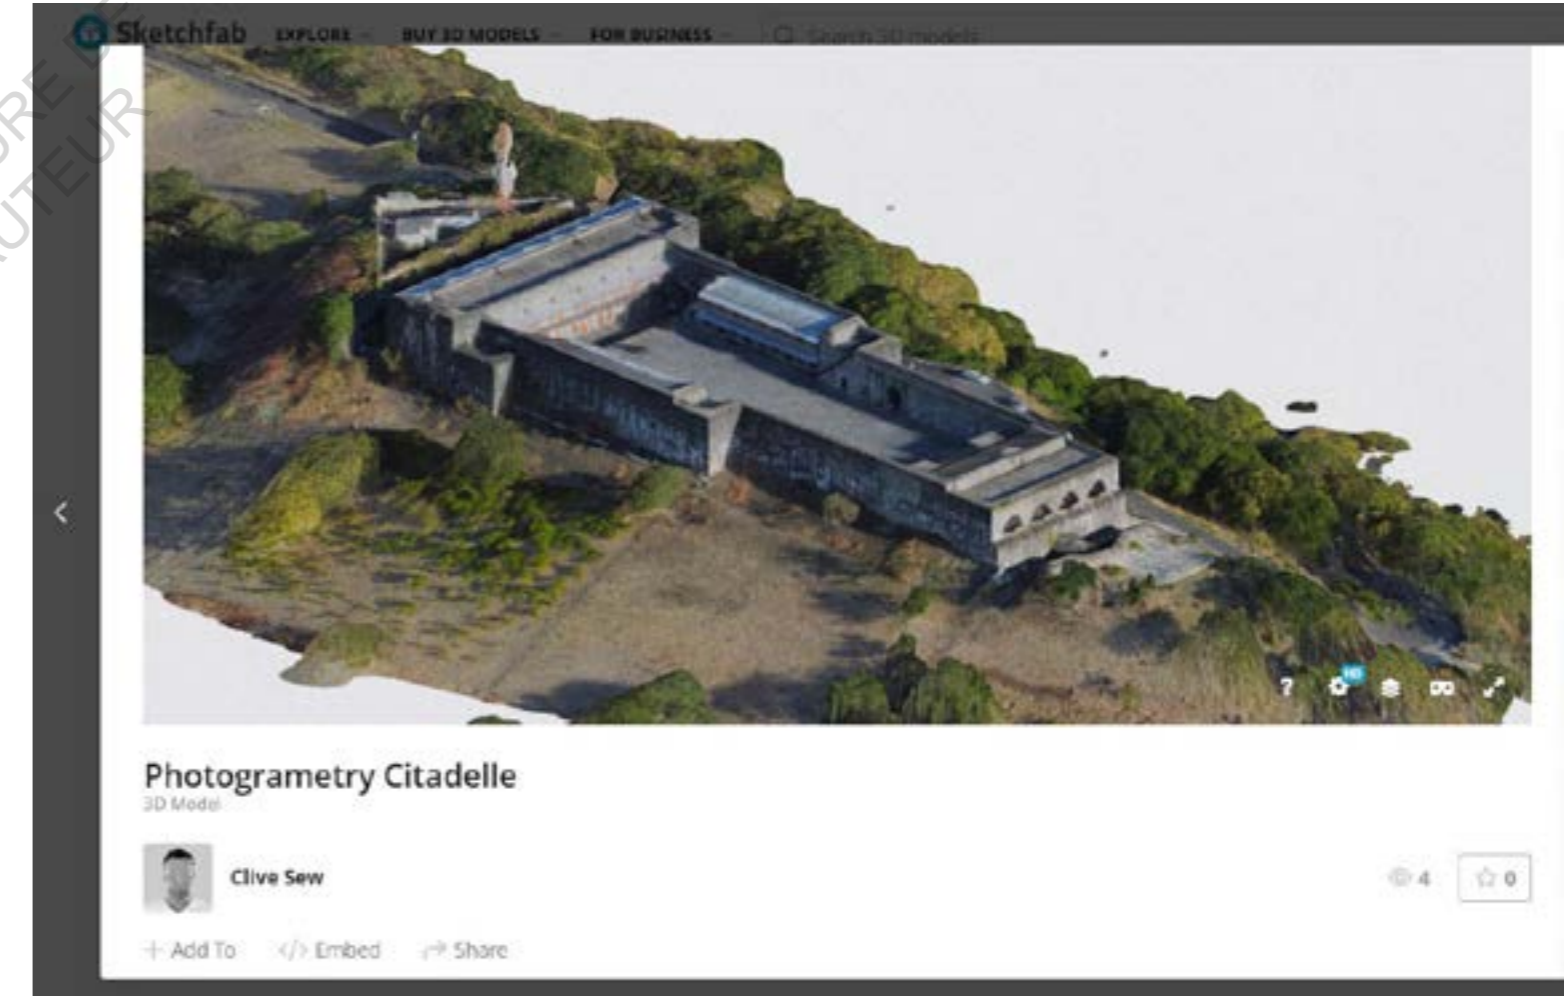 Sketchfab EXPLORE BUY 3D MODELS FOR BUSINESS Search 3D models
HD
Photogrametry Citadelle
3D Model
Clive Sew
4 0
Add To </> Embed Share